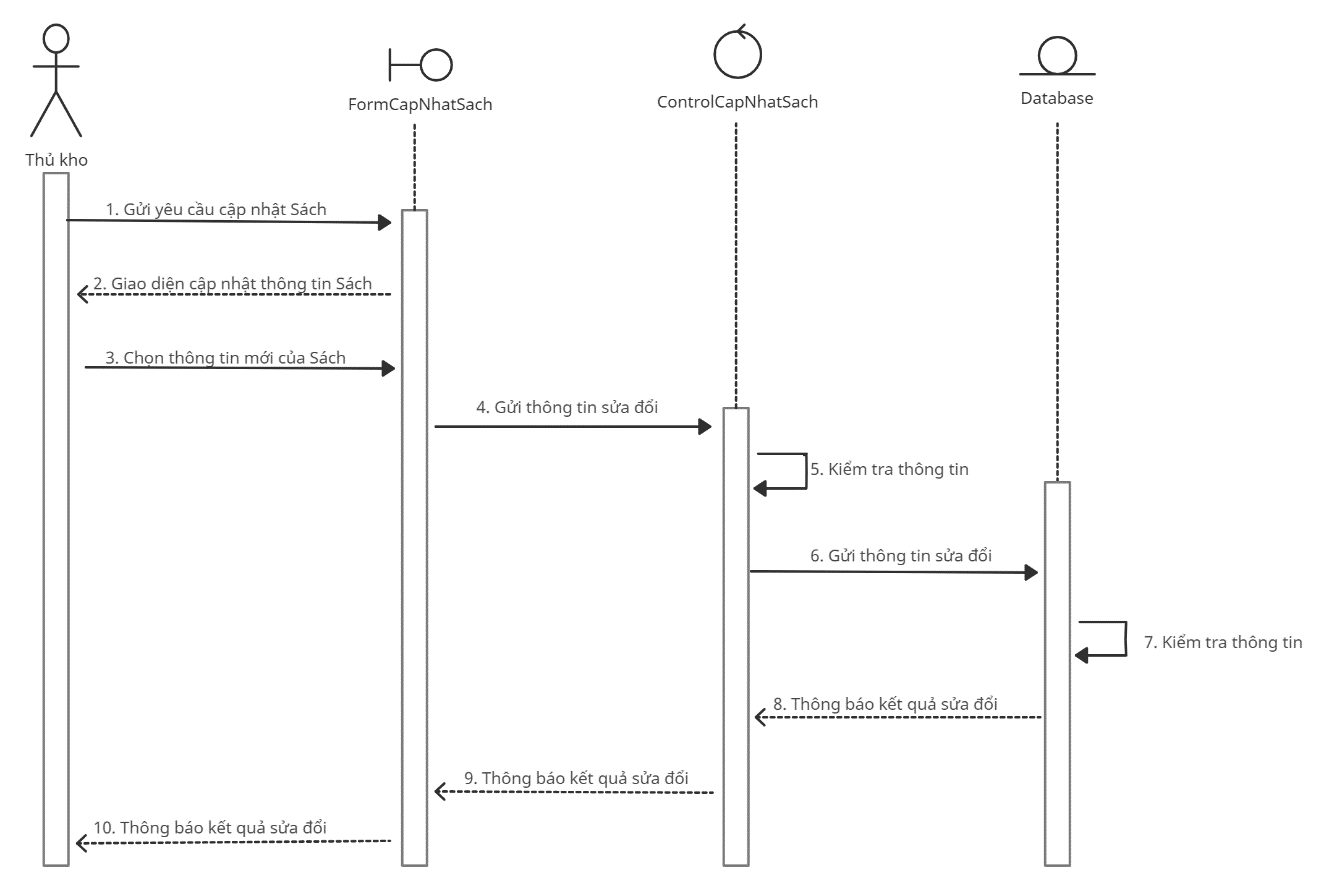 FormCapNhatSach
ControlCapNhatSach
Database
Thủ kho
1. Gửi yêu cầu cập nhật Sách
2. Giao diện cập nhật thông tin Sách
3. Chọn thông tin mới của Sách
4. Gửi thông tin sửa đổi
5. Kiểm tra thông tin
6. Gửi thông tin sửa đổi
7. Kiểm tra thông tin
8. Thông báo kết quả sửa đổi
9. Thông báo kết quả sửa đổi
10. Thông báo kết quả sửa đổi